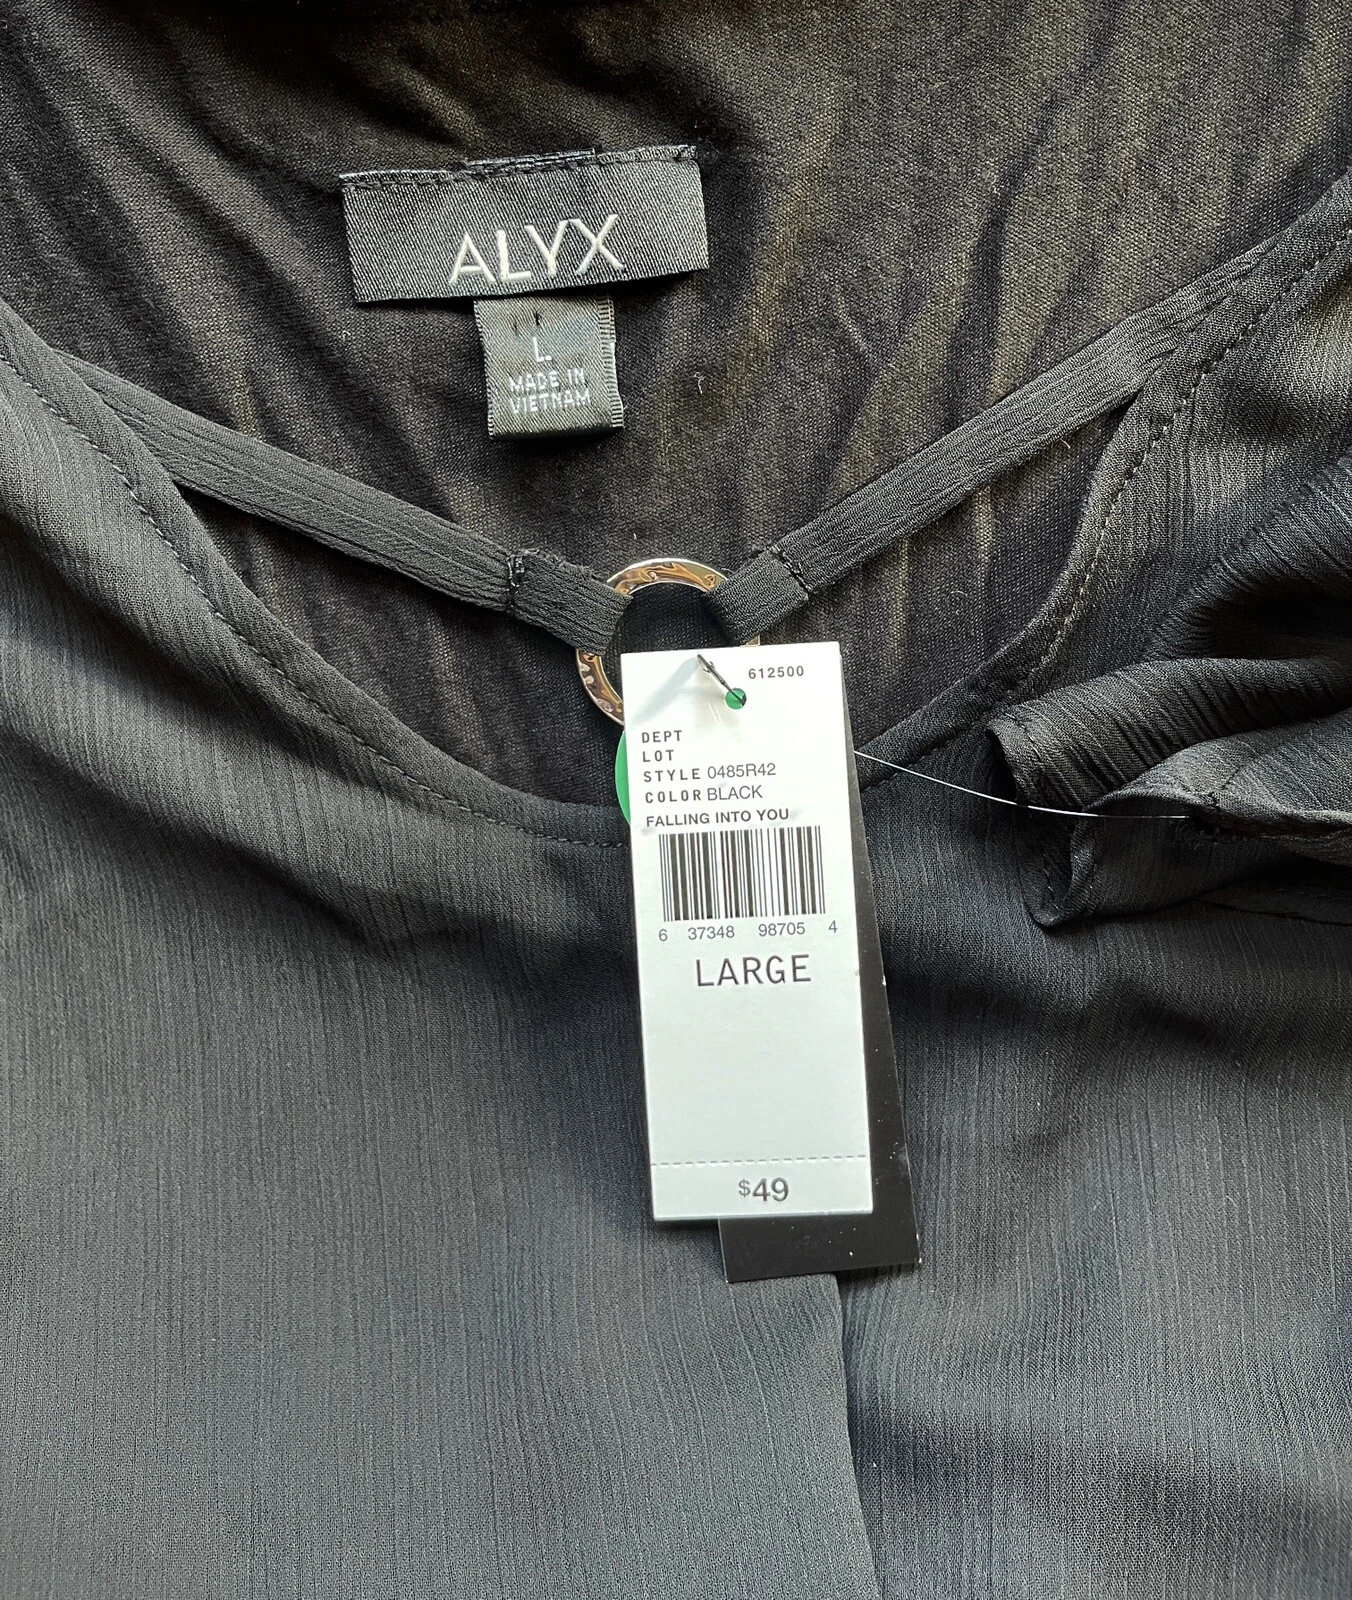 ALYX
L
MADE IN
VIETNAM
612500
DEPT
LOT
STYLE 0485R42
COLOR BLACK
FALLING INTO YOU
6 37348 98705 4
LARGE
$49